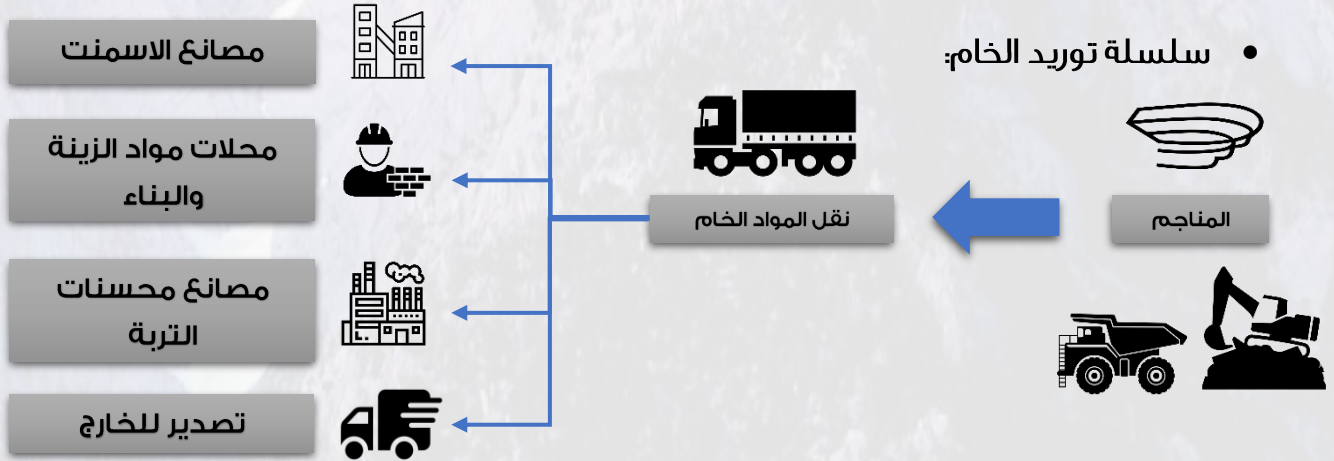 • سلسلة توريد الخام:
المناجم
نقل المواد الخام
مصانع الاسمنت
محلات مواد الزينة
والبناء
مصانع محسنات
التربة
تصدير للخارج